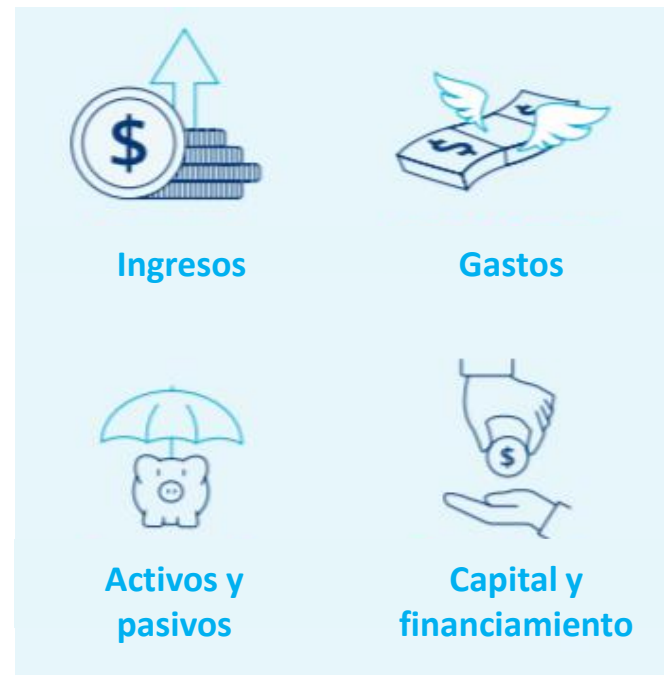 $
$
$
Ingresos
Gastos
$
Activos y
pasivos
Capital y
financiamiento